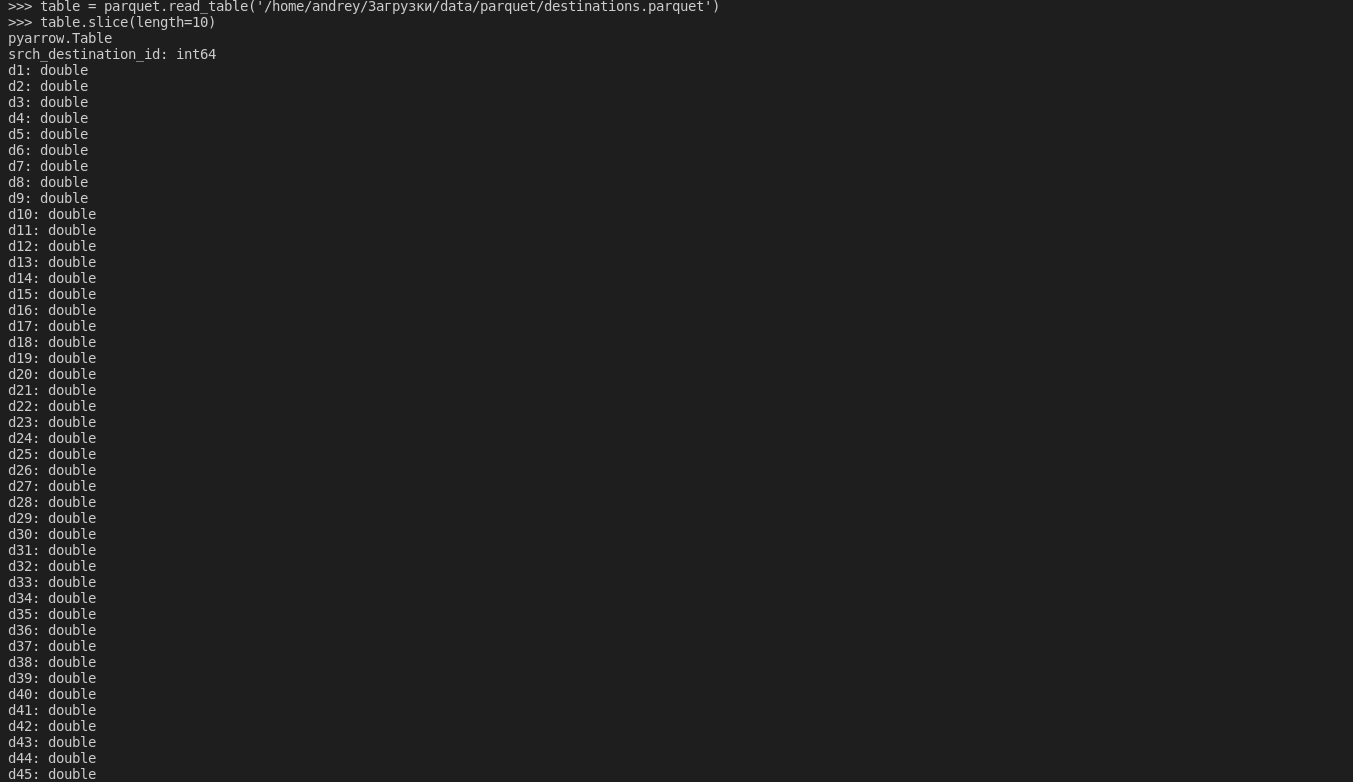 >>> table = parquet.read_table('/home/andrey/Загрузки/data/parquet/destinations.parquet')
>>> table.slice(length=10)
pyarrow.Table
srch_destination_id: int64
d1: double
d2: double
d3: double
d4: double
d5: double
d6: double
d7: double
d8: double
d9: double
d10: double
d11: double
d12: double
d13: double
d14: double
d15: double
d16: double
d17: double
d18: double
d19: double
d20: double
d21: double
d22: double
d23: double
d24: double
d25: double
d26: double
d27: double
d28: double
d29: double
d30: double
d31: double
d32: double
d33: double
d34: double
d35: double
d36: double
d37: double
d38: double
d39: double
d40: double
d41: double
d42: double
d43: double
d44: double
d45: double